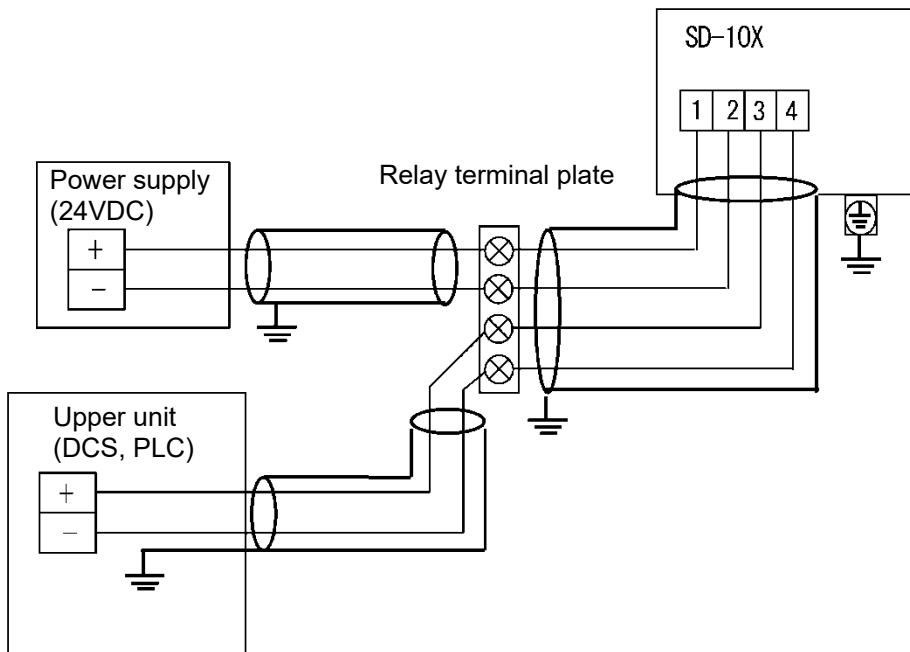 SD-10X
1 2 3 4
Power supply
(24VDC)
+
−
Relay terminal plate
Upper unit
(DCS, PLC)
+
−